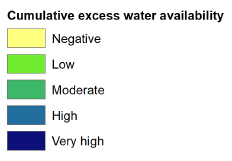 Cumulative excess water availability
Negative
Low
Moderate
High
Very high